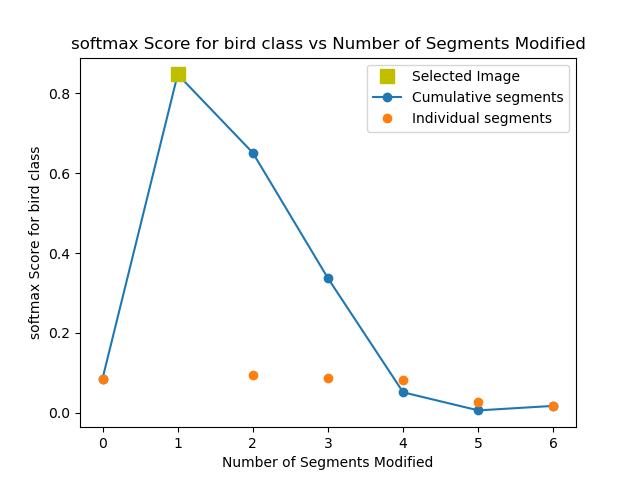 softmax Score for bird class vs Number of Segments Modified
Selected Image
Cumulative segments
Individual segments
softmax Score for bird class
0.8
0.6
0.4
0.2
0.0
0 1 2 3 4 5 6
Number of Segments Modified